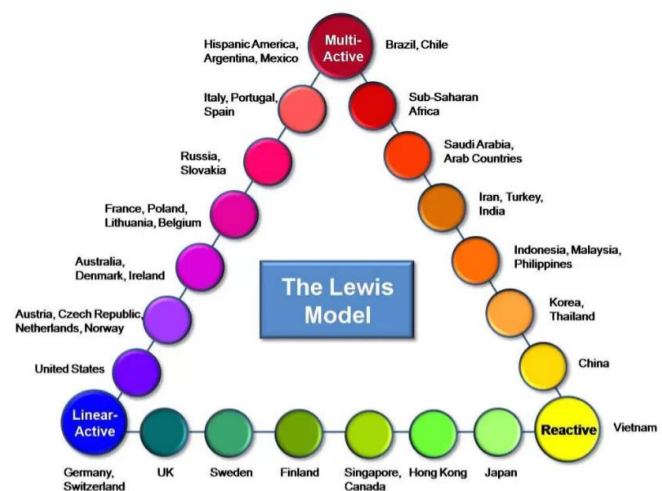 Hispanic America,
Argentina, Mexico
Multi-
Active
Brazil, Chile
Italy, Portugal,
Spain
Sub-Saharan
Africa
Russia,
Slovakia
Saudi Arabia,
Arab Countries
France, Poland,
Lithuania, Belgium
Iran, Turkey,
India
Australia,
Denmark, Ireland
Indonesia, Malaysia,
Philippines
The Lewis
Model
Austria, Czech Republic,
Netherlands, Norway
Korea,
Thailand
United States
China
Linear-
Active
Reactive
Vietnam
Germany,
Switzerland
UK
Sweden
Finland
Singapore,
Canada
Hong Kong
Japan